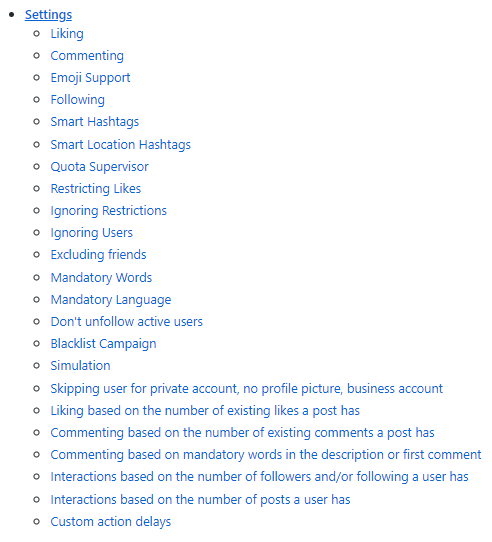 Settings
Liking
Commenting
Emoji Support
Following
Smart Hashtags
Smart Location Hashtags
Quota Supervisor
Restricting Likes
Ignoring Restrictions
Ignoring Users
Excluding friends
Mandatory Words
Mandatory Language
Don't unfollow active users
Blacklist Campaign
Simulation
Skipping user for private account, no profile picture, business account
Liking based on the number of existing likes a post has
Commenting based on the number of existing comments a post has
Commenting based on mandatory words in the description or first comment
Interactions based on the number of followers and/or following a user has
Interactions based on the number of posts a user has
Custom action delays